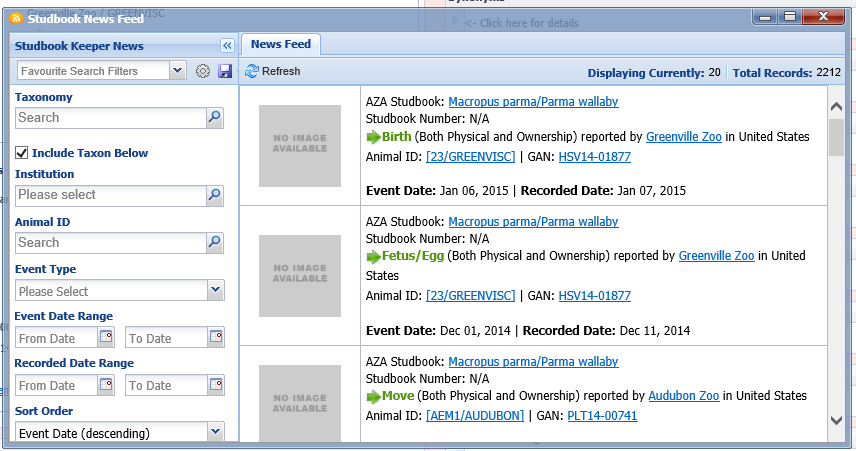 Greenville Zoo / GREENVISC
Synonyms
<- Click here for details
Studbook News Feed
Studbook Keeper News
Favourite Search Filters
Taxonomy
Search
Include Taxon Below
Institution
Please select
Animal ID
Search
Event Type
Please Select
Event Date Range
From Date To Date
Recorded Date Range
From Date To Date
Sort Order
Event Date (descending)
News Feed
Refresh
Displaying Currently: 20 Total Records: 2212
NO IMAGE
AVAILABLE
AZA Studbook: Macropus parma/Parma wallaby
Studbook Number: N/A
Birth (Both Physical and Ownership) reported by Greenville Zoo in United States
Animal ID: [23/GREENVISC] | GAN: HSV14-01877
Event Date: Jan 06, 2015 | Recorded Date: Jan 07, 2015
NO IMAGE
AVAILABLE
AZA Studbook: Macropus parma/Parma wallaby
Studbook Number: N/A
Fetus/Egg (Both Physical and Ownership) reported by Greenville Zoo in United
States
Animal ID: [23/GREENVISC] | GAN: HSV14-01877
Event Date: Dec 01, 2014 | Recorded Date: Dec 11, 2014
NO IMAGE
AVAILABLE
AZA Studbook: Macropus parma/Parma wallaby
Studbook Number: N/A
Move (Both Physical and Ownership) reported by Audubon Zoo in United States
Animal ID: [AEM1/AUDUBON] | GAN: PLT14-00741